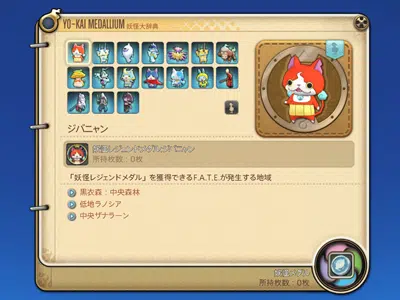 YO-KAI MEDALLIUM 妖怪大辞典
ジバニャン
所持枚数：0枚
「妖怪レジェンドメダル」を獲得できるF.A.T.E.が発生する地域
黒衣森：中央森林
低地ラノシア
中央ザナラーン
所持枚数：0枚